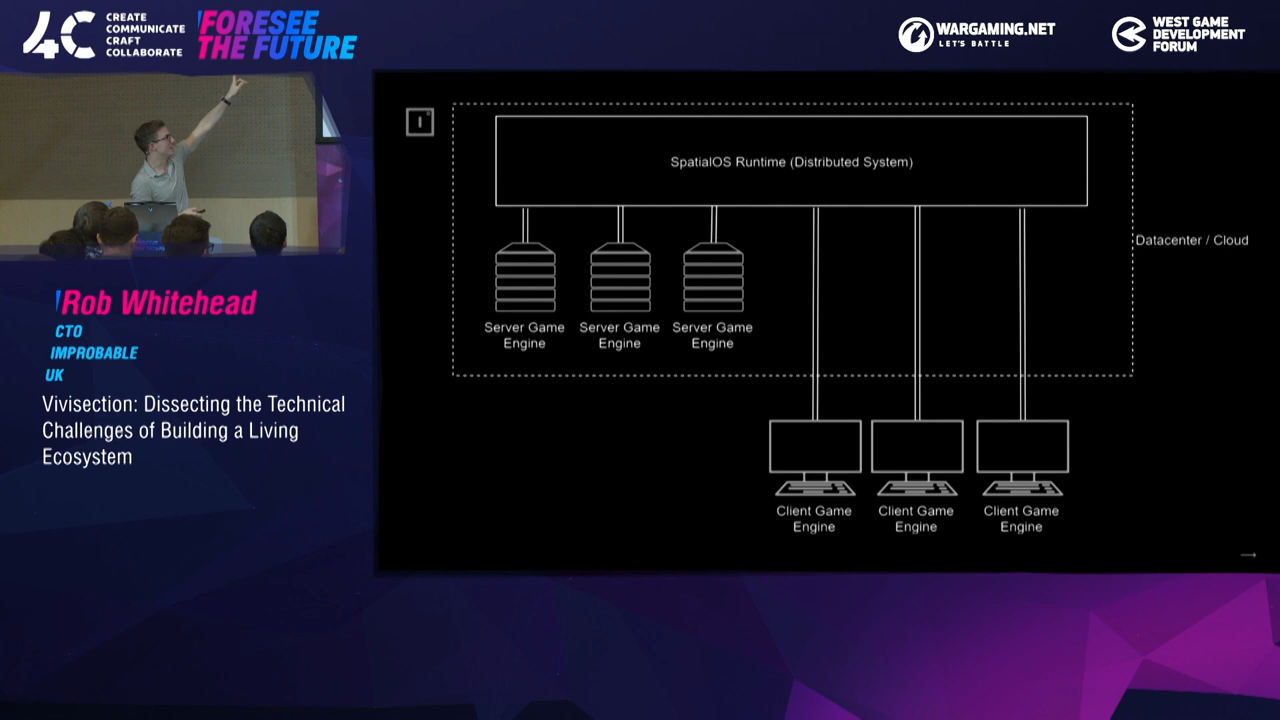 4C
CREATE
COMMUNICATE
CRAFT
COLLABORATE
FORESEE
THE FUTURE
WARGAMING.NET
LET'S BATTLE
WEST GAME
DEVELOPMENT
FORUM
Rob Whitehead
CTO
IMPROBABLE
UK
Vivisection: Dissecting the Technical
Challenges of Building a Living
Ecosystem
SpatialOS Runtime (Distributed System)
Datacenter / Cloud
Server Game
Engine
Server Game
Engine
Server Game
Engine
Client Game
Engine
Client Game
Engine
Client Game
Engine